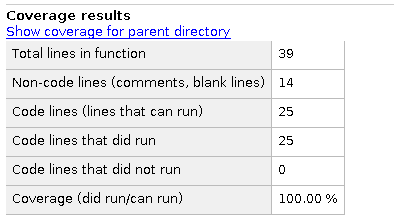 Coverage results
Show coverage for parent directory
Total lines in function 39
Non-code lines (comments, blank lines) 14
Code lines (lines that can run) 25
Code lines that did run 25
Code lines that did not run 0
Coverage (did run/can run) 100.00 %